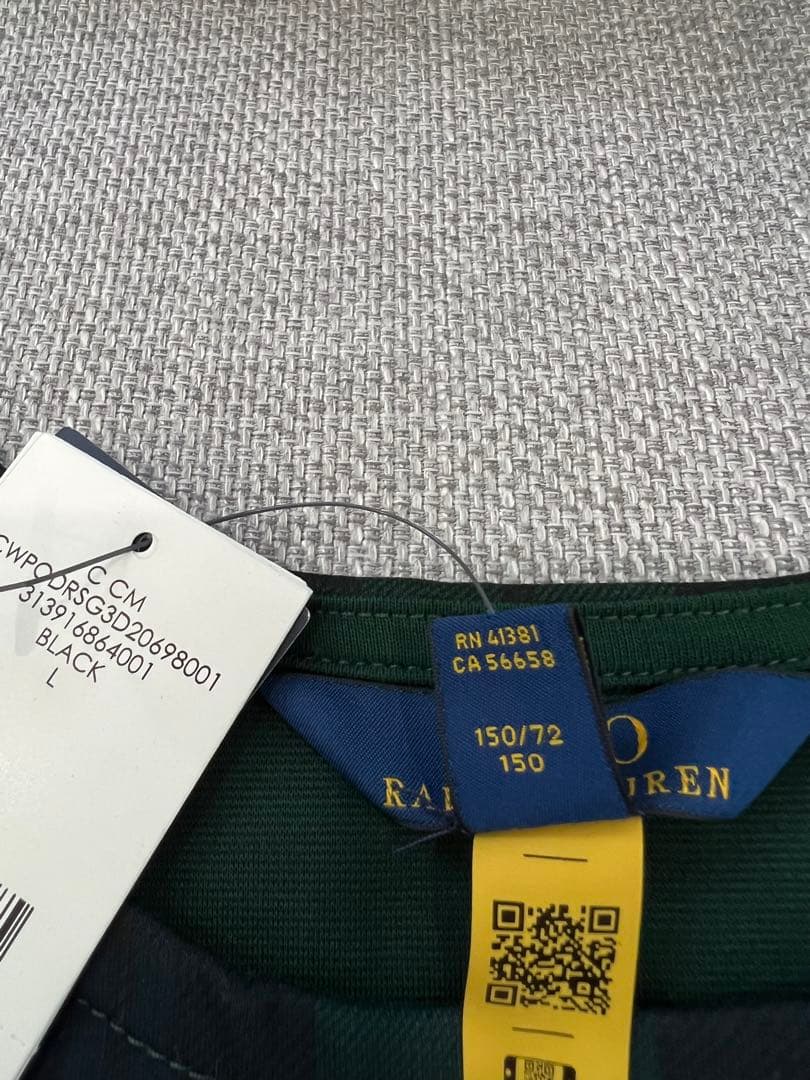 C CM
CWPODRSG3D20698001
313916864001
BLACK
L
RN 41381
CA 56658
150/72
150
O
RA UREN